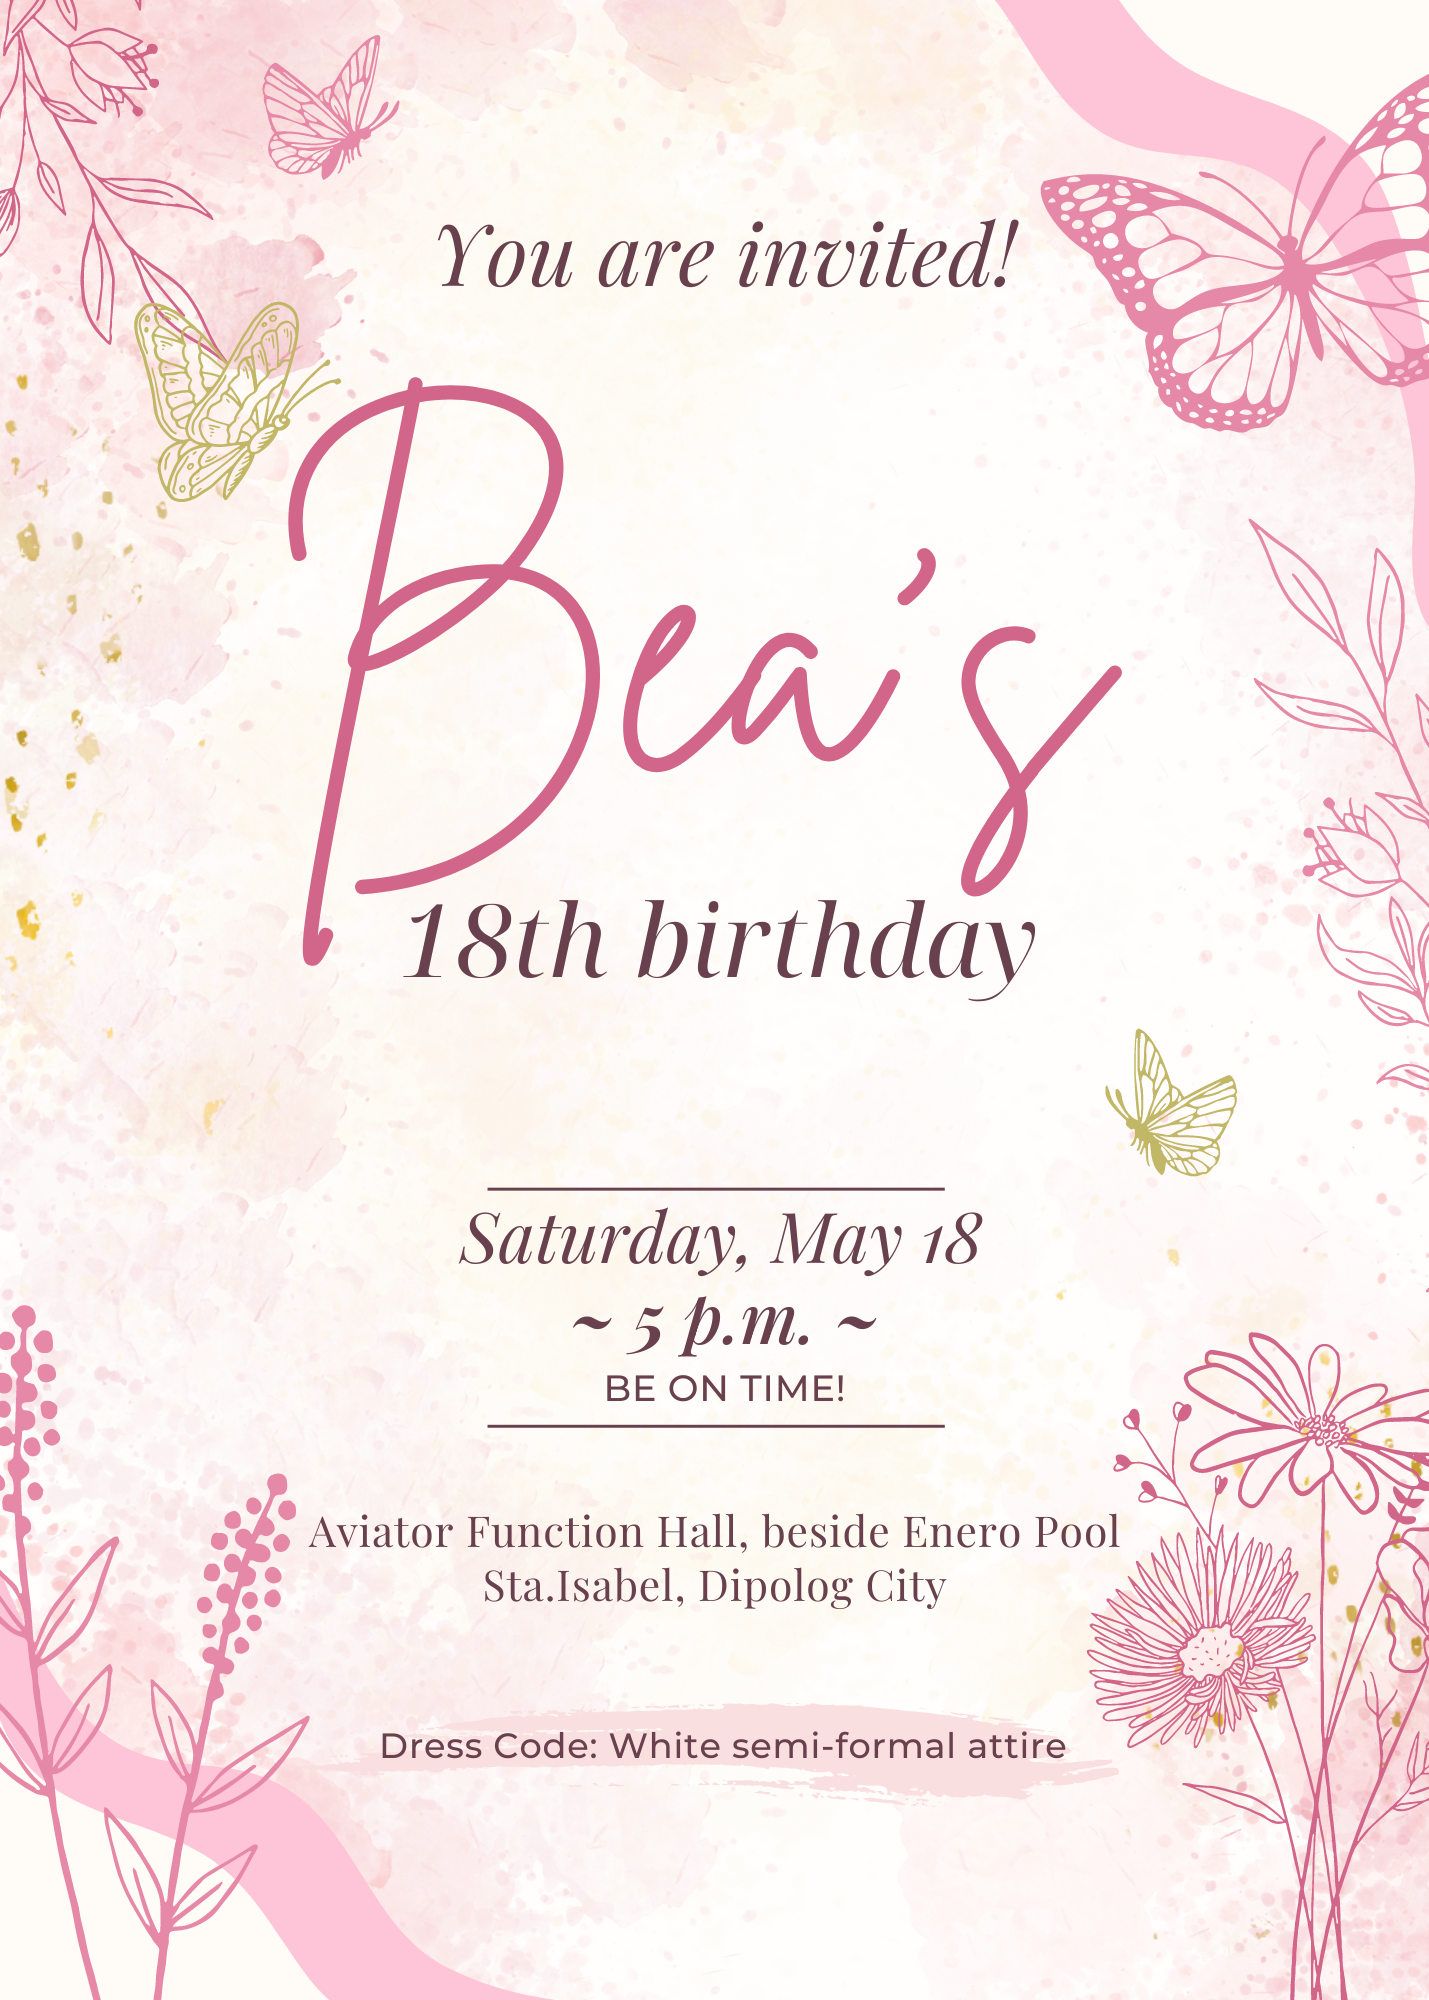 You are invited!
Bea's
18th birthday
Saturday, May 18
~ 5 p.m. ~
BE ON TIME!
Aviator Function Hall, beside Enero Pool
Sta.Isabel, Dipolog City
Dress Code: White semi-formal attire